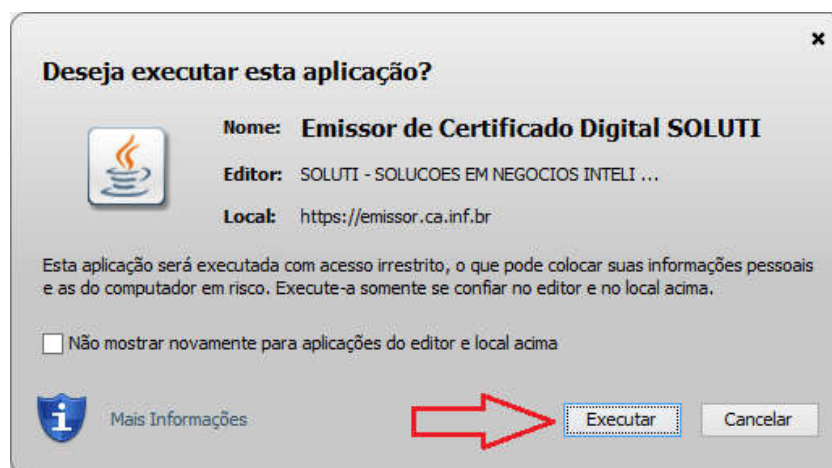 Deseja executar esta aplicação?
Nome: Emissor de Certificado Digital SOLUTI
Editor: SOLUTI - SOLUCOES EM NEGOCIOS INTELI ...
Local: https://emissor.ca.inf.br
Esta aplicação será executada com acesso irrestrito, o que pode colocar suas informações pessoais
e as do computador em risco. Execute-a somente se confiar no editor e no local acima.
Não mostrar novamente para aplicações do editor e local acima
Mais Informações
Executar
Cancelar